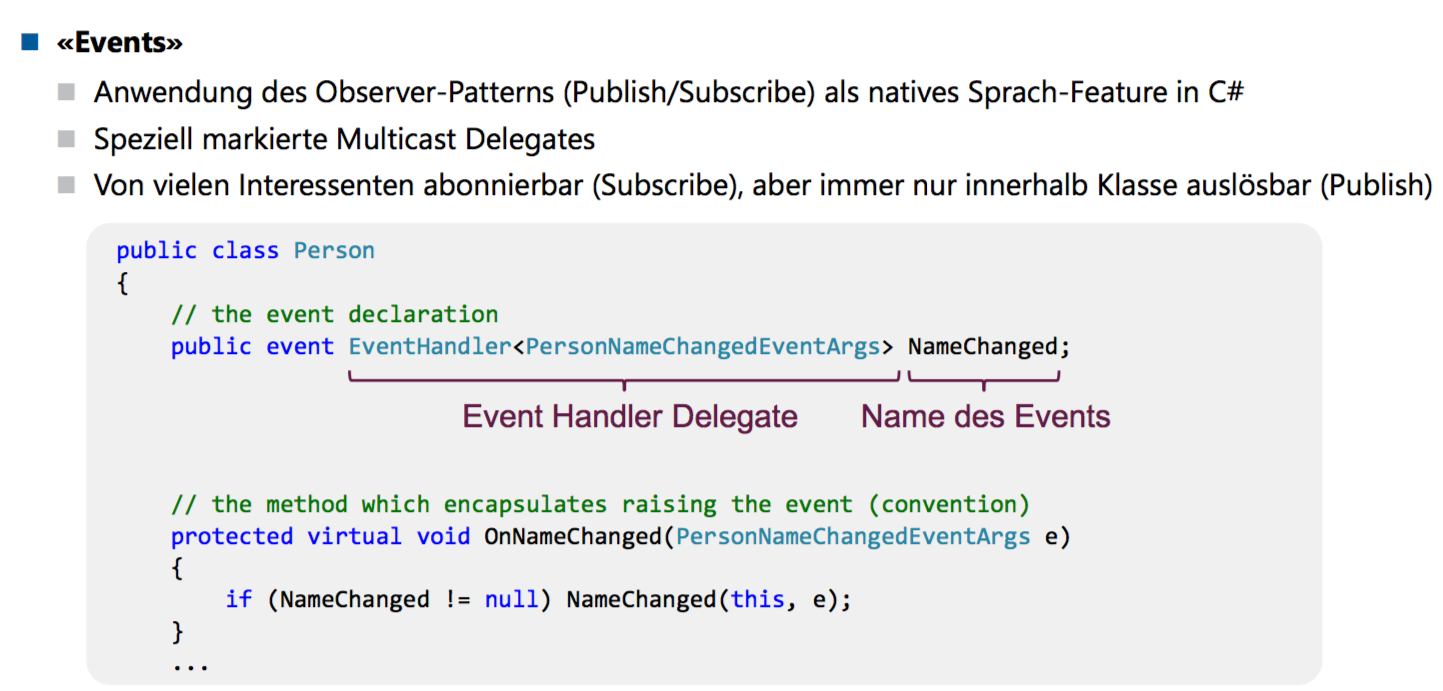 «Events»
Anwendung des Observer-Patterns (Publish/Subscribe) als natives Sprach-Feature in C#
Speziell markierte Multicast Delegates
Von vielen Interessenten abonnierbar (Subscribe), aber immer nur innerhalb Klasse auslösbar (Publish)
public class Person
{
// the event declaration
public event EventHandler<PersonNameChangedEventArgs> NameChanged;
Event Handler Delegate Name des Events
// the method which encapsulates raising the event (convention)
protected virtual void OnNameChanged(PersonNameChangedEventArgs e)
{
if (NameChanged != null) NameChanged(this, e);
}
...